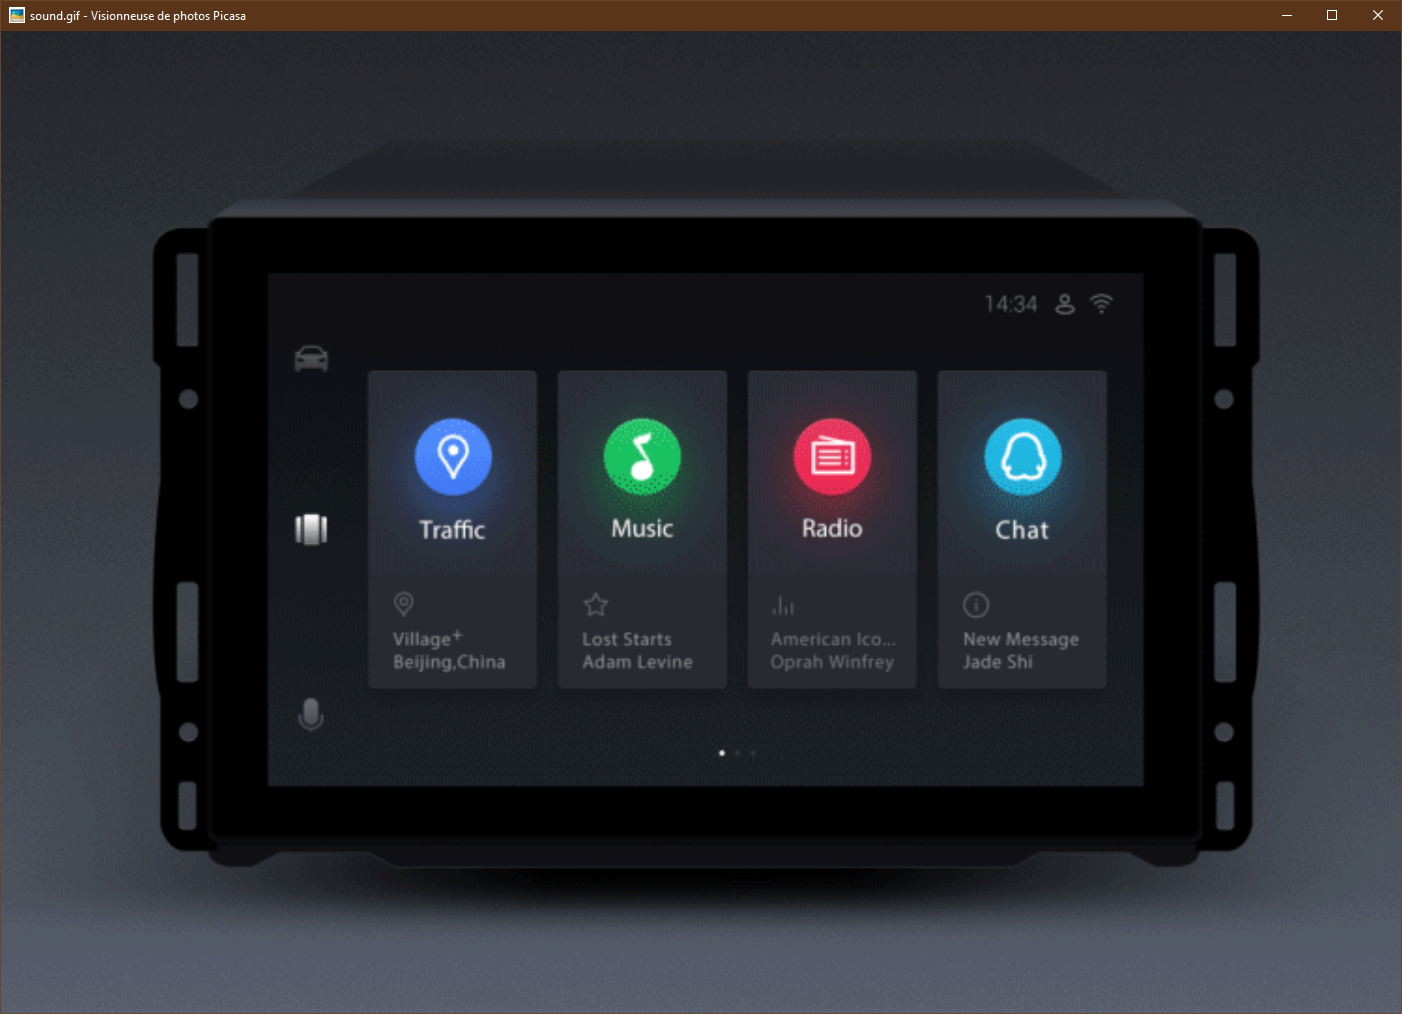 sound.gif - Visionneuse de photos Picasa
14:34
Traffic
Music
Radio
Chat
Village+
Beijing,China
Lost Starts
Adam Levine
American Ico...
Oprah Winfrey
New Message
Jade Shi